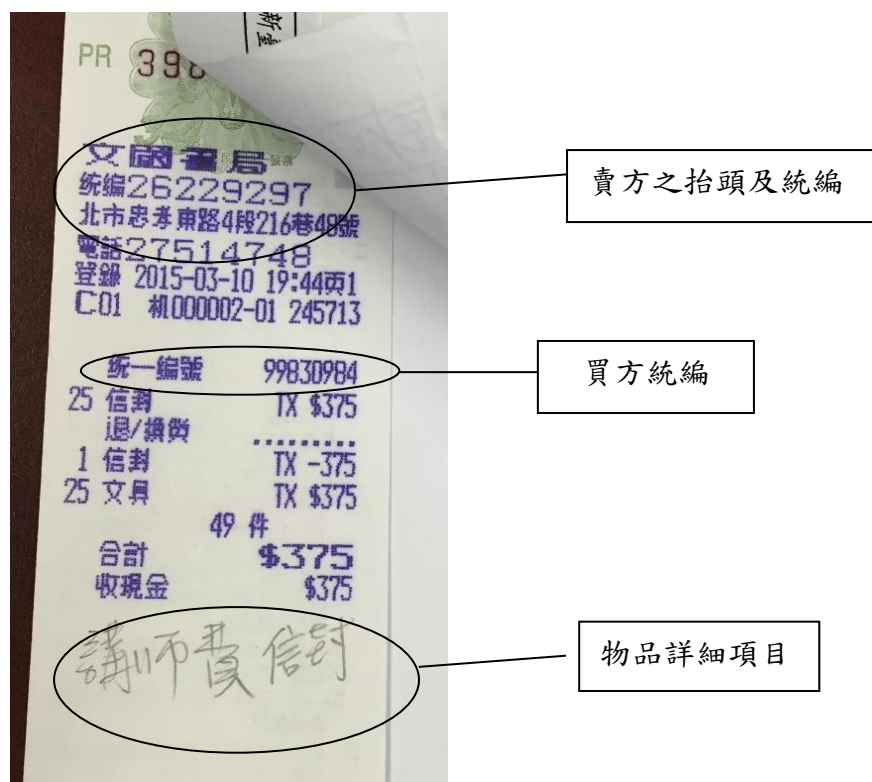 新
PR 398
文閣書局
統編26229297
北市忠孝東路4段216巷48號
電話27514748
登錄 2015-03-10 19:44頁1
C01 机000002-01 245713
統一編號 99830984
25 信封 TX $375
退/換貨
1 信封 TX -375
25 文具 TX $375
49 件
合計 $375
收現金 $375
講師費信封
賣方之抬頭及統編
買方統編
物品詳細項目